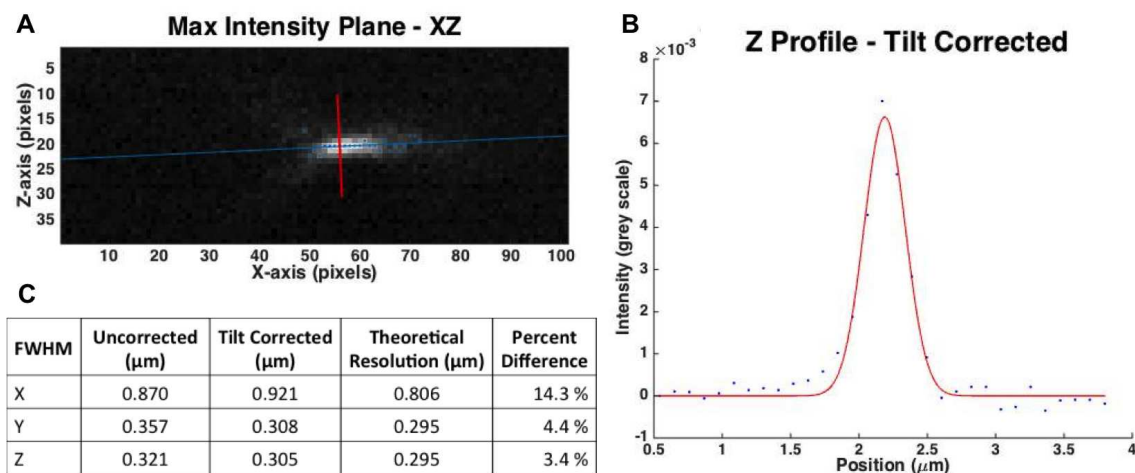 A
Max Intensity Plane - XZ
Z-axis (pixels)
5
10
15
20
25
30
35
10 20 30 40 50 60 70 80 90 100
X-axis (pixels)
B
Z Profile - Tilt Corrected
×10-3
Intensity (grey scale)
8
7
6
5
4
3
2
1
0
-1
0.5 1 1.5 2 2.5 3 3.5 4
Position (μm)
C
FWHM Uncorrected (μm) Tilt Corrected (μm) Theoretical Resolution (μm) Percent Difference
X 0.870 0.921 0.806 14.3 %
Y 0.357 0.308 0.295 4.4 %
Z 0.321 0.305 0.295 3.4 %